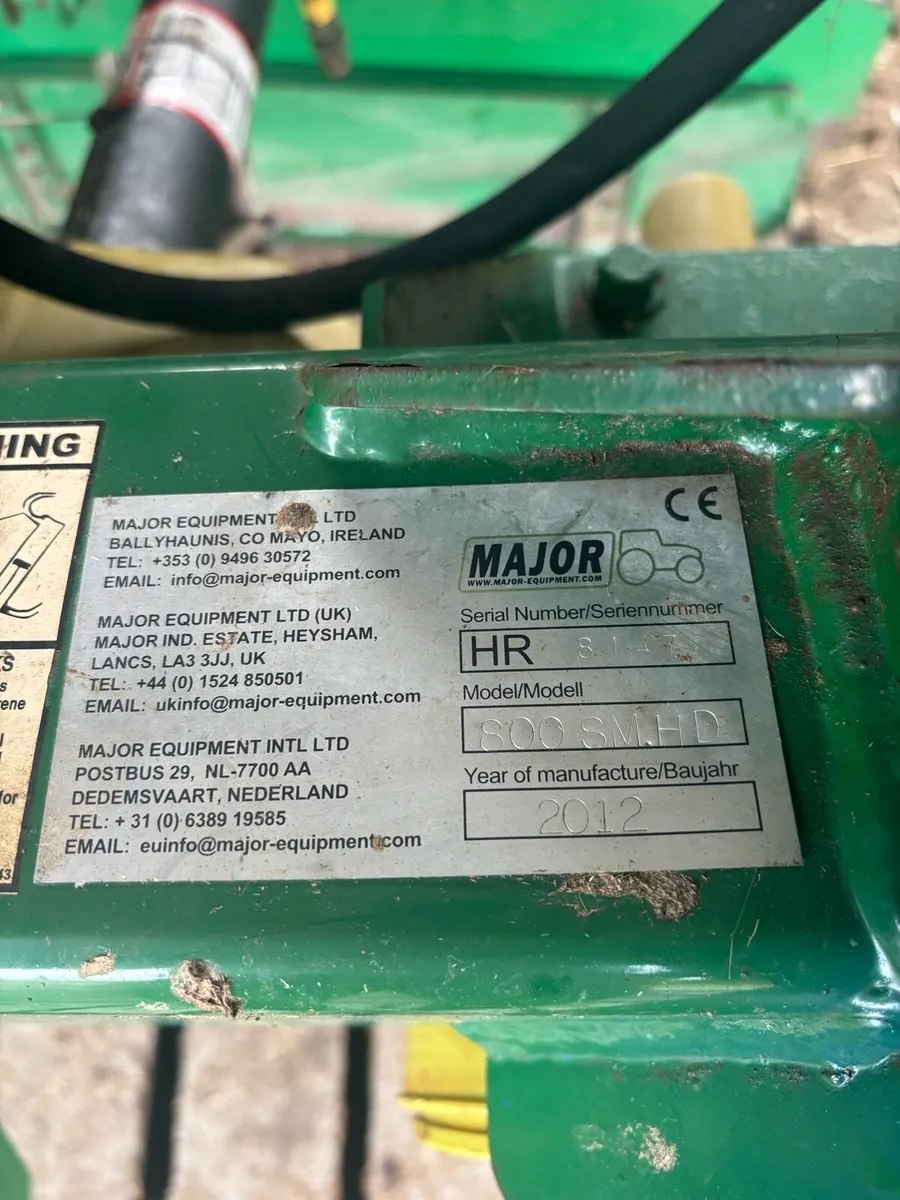 HING
MAJOR EQUIPMENT LTD
BALLYHAUNIS, CO MAYO, IRELAND
TEL: +353 (0) 9496 30572
EMAIL: info@major-equipment.com
MAJOR EQUIPMENT LTD (UK)
MAJOR IND. ESTATE, HEYSHAM,
LANCS, LA3 3JJ, UK
TEL: +44 (0) 1524 850501
EMAIL: ukinfo@major-equipment.com
MAJOR EQUIPMENT INTL LTD
POSTBUS 29, NL-7700 AA
DEDEMSVAART, NEDERLAND
TEL: + 31 (0) 6389 19585
EMAIL: euinfo@major-equipment.com
CE
MAJOR
WWW.MAJOR-EQUIPMENT.COM
Serial Number/Seriennummer
HR
Model/Modell
800 SM.HD
Year of manufacture/Baujahr
2012